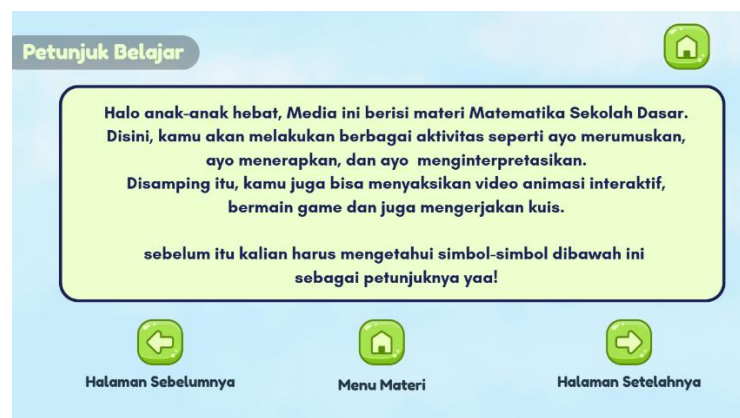 Petunjuk Belajar
Halo anak-anak hebat, Media ini berisi materi Matematika Sekolah Dasar.
Disini, kamu akan melakukan berbagai aktivitas seperti ayo merumuskan,
ayo menerapkan, dan ayo menginterpretasikan.
Disamping itu, kamu juga bisa menyaksikan video animasi interaktif,
bermain game dan juga mengerjakan kuis.
sebelum itu kalian harus mengetahui simbol-simbol dibawah ini
sebagai petunjuknya yaa!
Halaman Sebelumnya
Menu Materi
Halaman Setelahnya